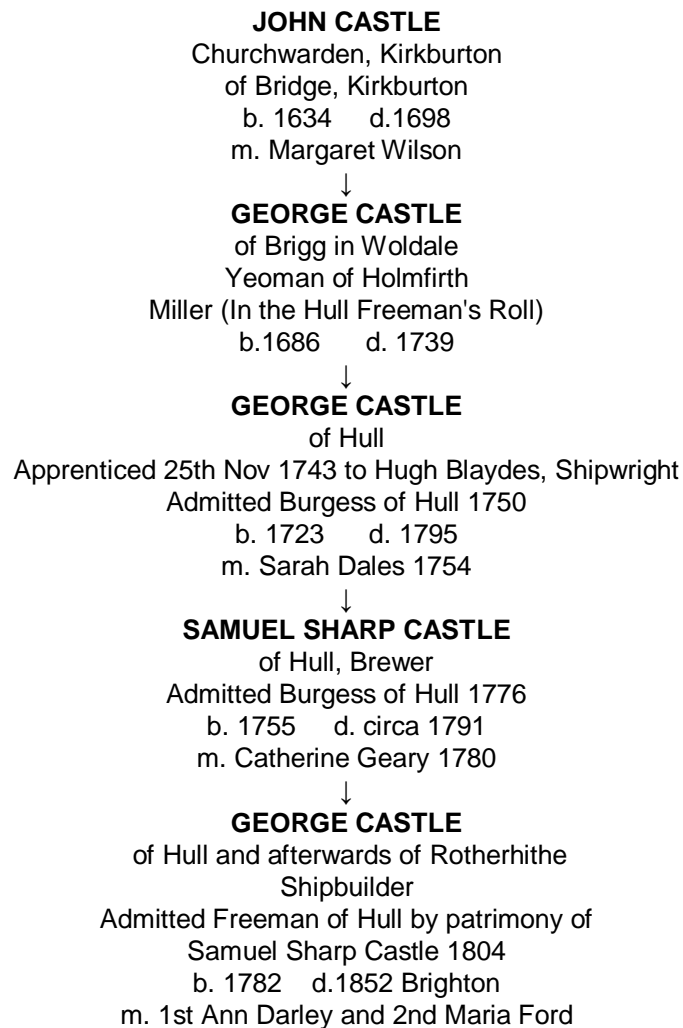 JOHN CASTLE
Churchwarden, Kirkburton
of Bridge, Kirkburton
b. 1634 d.1698
m. Margaret Wilson
↓
GEORGE CASTLE
of Brigg in Woldale
Yeoman of Holmfirth
Miller (In the Hull Freeman's Roll)
b.1686 d. 1739
↓
GEORGE CASTLE
of Hull
Apprenticed 25th Nov 1743 to Hugh Blaydes, Shipwright
Admitted Burgess of Hull 1750
b. 1723 d. 1795
m. Sarah Dales 1754
↓
SAMUEL SHARP CASTLE
of Hull, Brewer
Admitted Burgess of Hull 1776
b. 1755 d. circa 1791
m. Catherine Geary 1780
↓
GEORGE CASTLE
of Hull and afterwards of Rotherhithe
Shipbuilder
Admitted Freeman of Hull by patrimony of
Samuel Sharp Castle 1804
b. 1782 d.1852 Brighton
m. 1st Ann Darley and 2nd Maria Ford